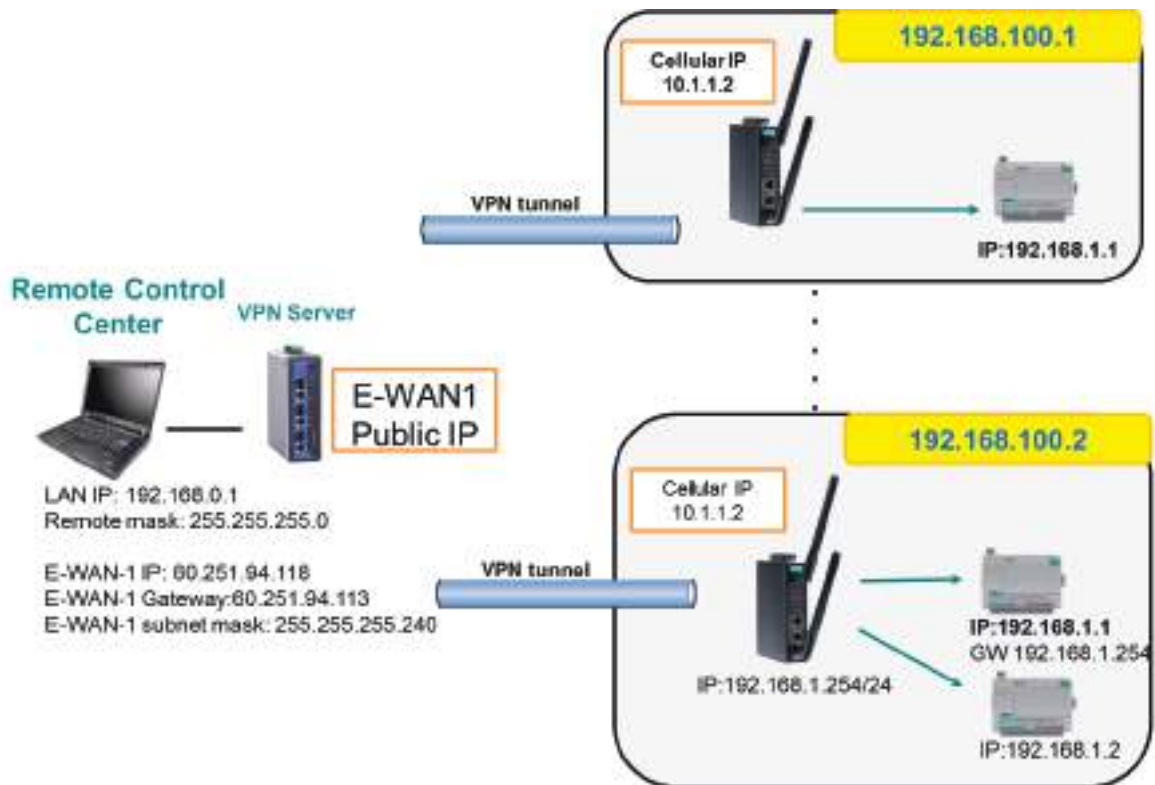 192.168.100.1
Cellular IP
10.1.1.2
VPN tunnel
IP:192.168.1.1
Remote Control
Center
VPN Server
E-WAN1
Public IP
LAN IP: 192.168.0.1
Remote mask: 255.255.255.0
E-WAN-1 IP: 60.251.94.118
E-WAN-1 Gateway:60.251.94.113
E-WAN-1 subnet mask: 255.255.255.240
192.168.100.2
Cellular IP
10.1.1.2
VPN tunnel
IP:192.168.1.254/24
IP:192.168.1.1
GW 192.168.1.254
IP:192.168.1.2